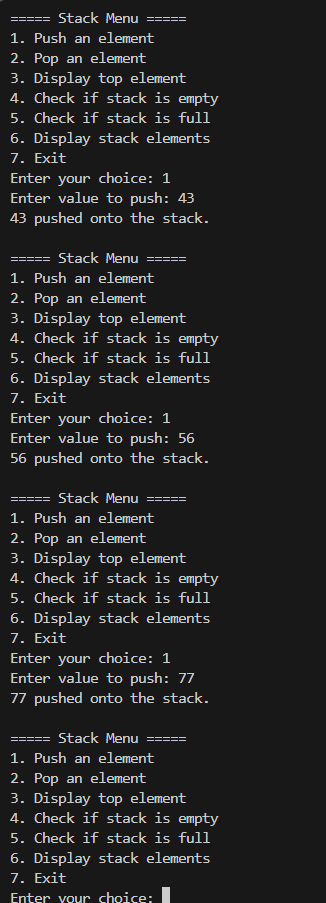 ===== Stack Menu =====
1. Push an element
2. Pop an element
3. Display top element
4. Check if stack is empty
5. Check if stack is full
6. Display stack elements
7. Exit
Enter your choice: 1
Enter value to push: 43
43 pushed onto the stack.

===== Stack Menu =====
1. Push an element
2. Pop an element
3. Display top element
4. Check if stack is empty
5. Check if stack is full
6. Display stack elements
7. Exit
Enter your choice: 1
Enter value to push: 56
56 pushed onto the stack.

===== Stack Menu =====
1. Push an element
2. Pop an element
3. Display top element
4. Check if stack is empty
5. Check if stack is full
6. Display stack elements
7. Exit
Enter your choice: 1
Enter value to push: 77
77 pushed onto the stack.

===== Stack Menu =====
1. Push an element
2. Pop an element
3. Display top element
4. Check if stack is empty
5. Check if stack is full
6. Display stack elements
7. Exit
Enter your choice: